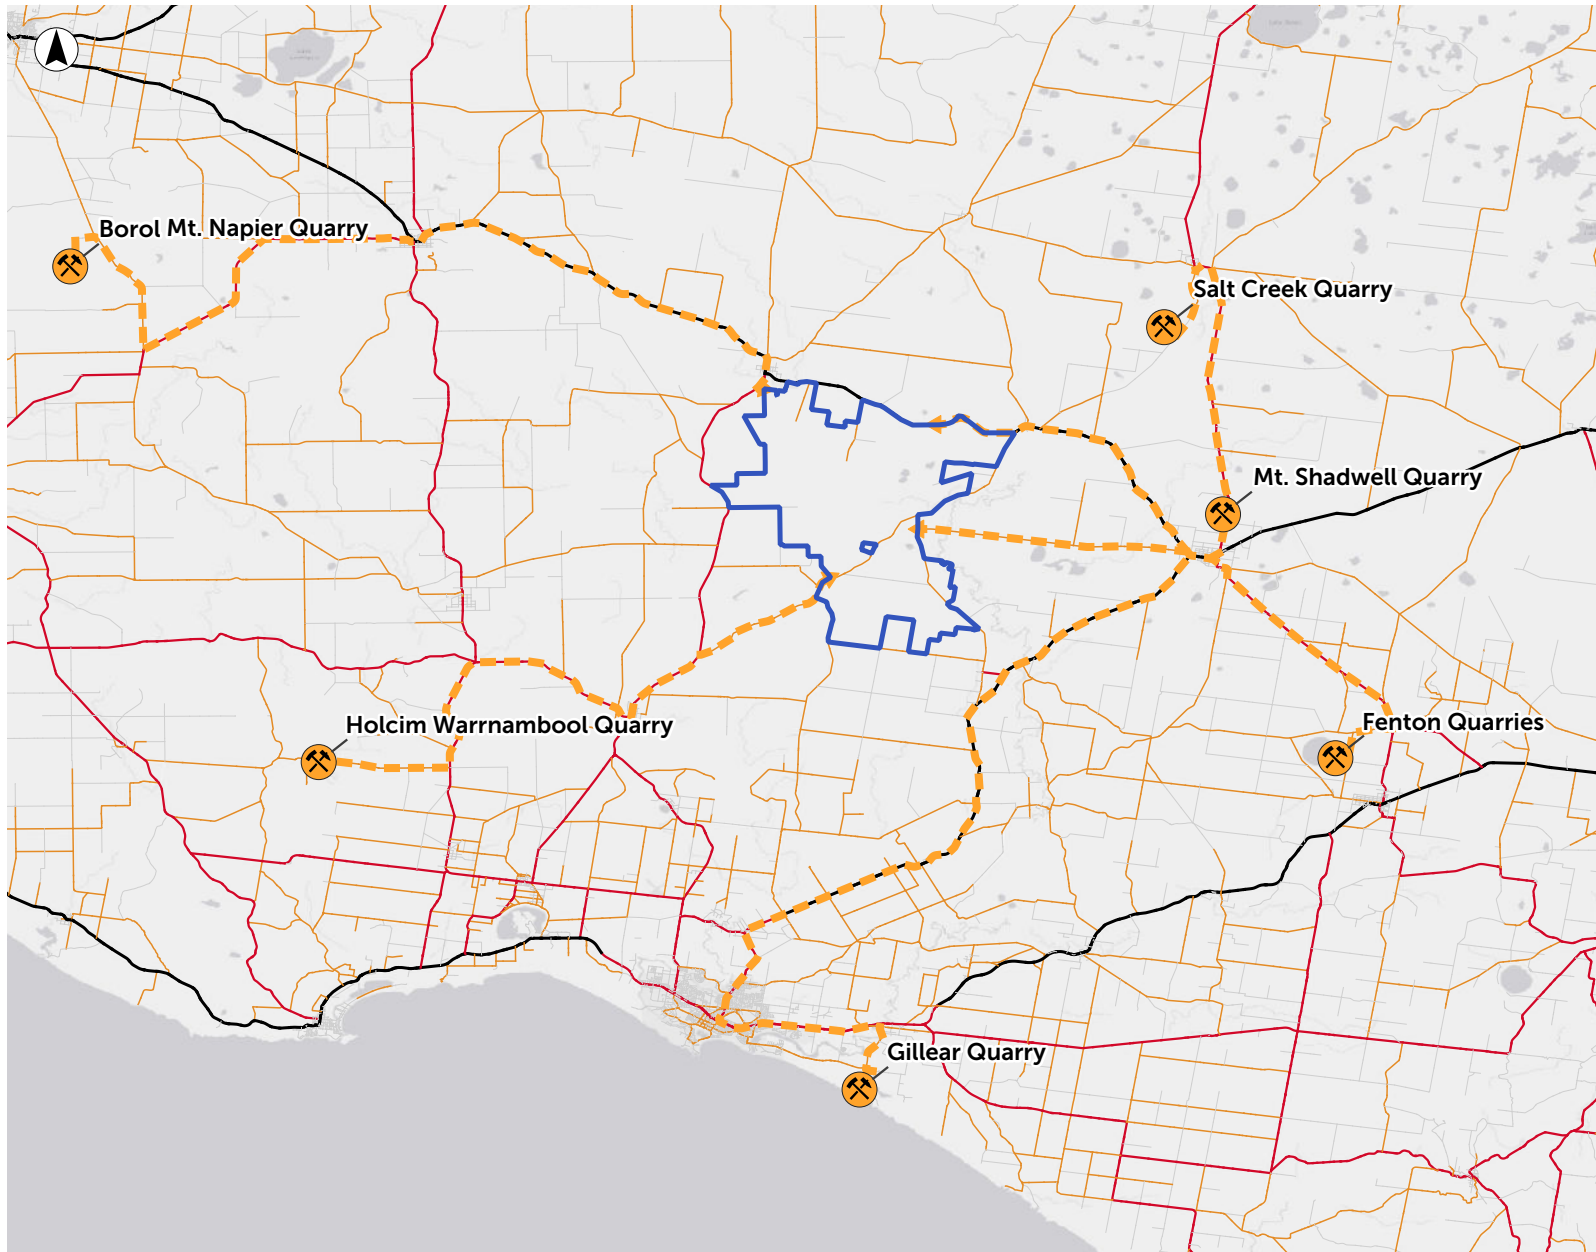 Borol Mt. Napier Quarry
Salt Creek Quarry
Mt. Shadwell Quarry
Holcim Warrnambool Quarry
Fenton Quarries
Gillear Quarry